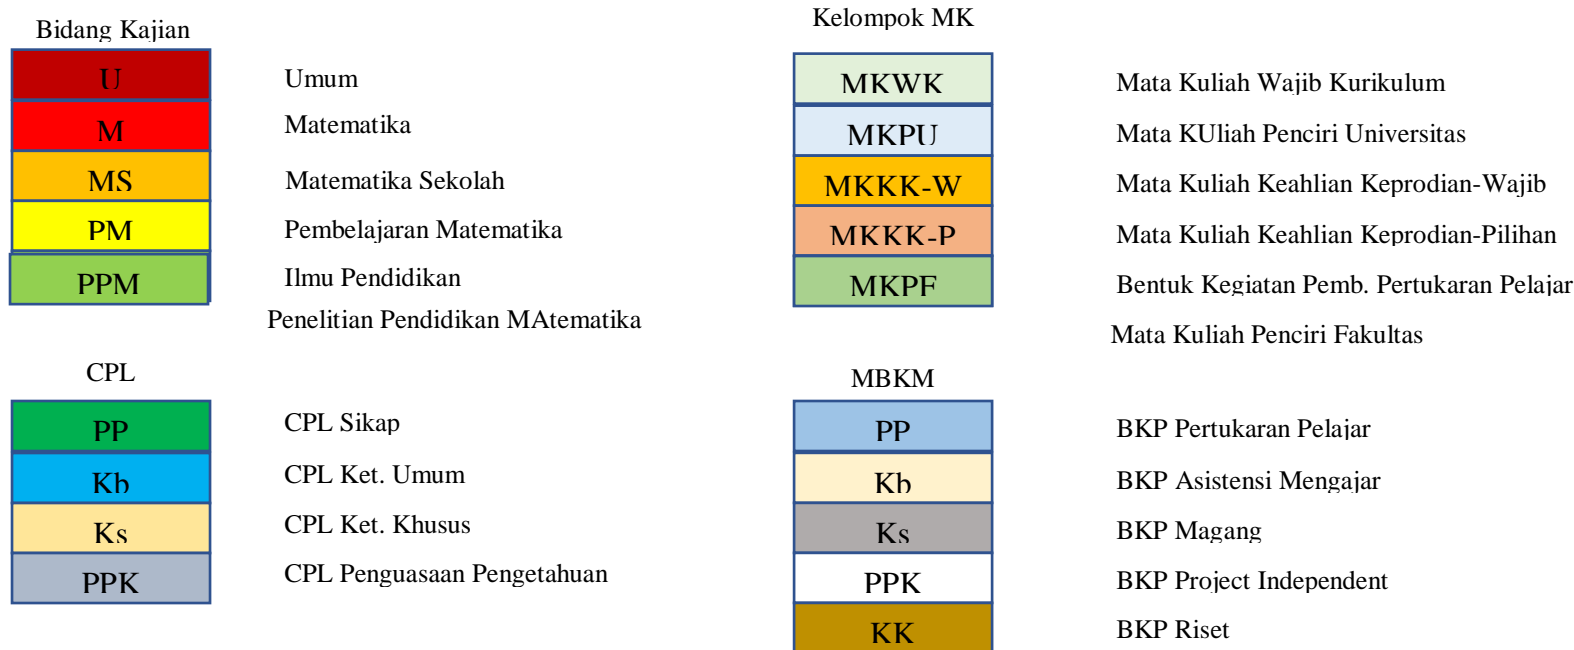 Bidang Kajian
U Umum
M Matematika
MS Matematika Sekolah
PM Pembelajaran Matematika
PPM Ilmu Pendidikan
Penelitian Pendidikan MAtematika
Kelompok MK
MKWK Mata Kuliah Wajib Kurikulum
MKPU Mata KUliah Penciri Universitas
MKKK-W Mata Kuliah Keahlian Keprodian-Wajib
MKKK-P Mata Kuliah Keahlian Keprodian-Pilihan
MKPF Bentuk Kegiatan Pemb. Pertukaran Pelajar
Mata Kuliah Penciri Fakultas
CPL
PP CPL Sikap
Kb CPL Ket. Umum
Ks CPL Ket. Khusus
PPK CPL Penguasaan Pengetahuan
MBKM
PP BKP Pertukaran Pelajar
Kb BKP Asistensi Mengajar
Ks BKP Magang
PPK BKP Project Independent
KK BKP Riset